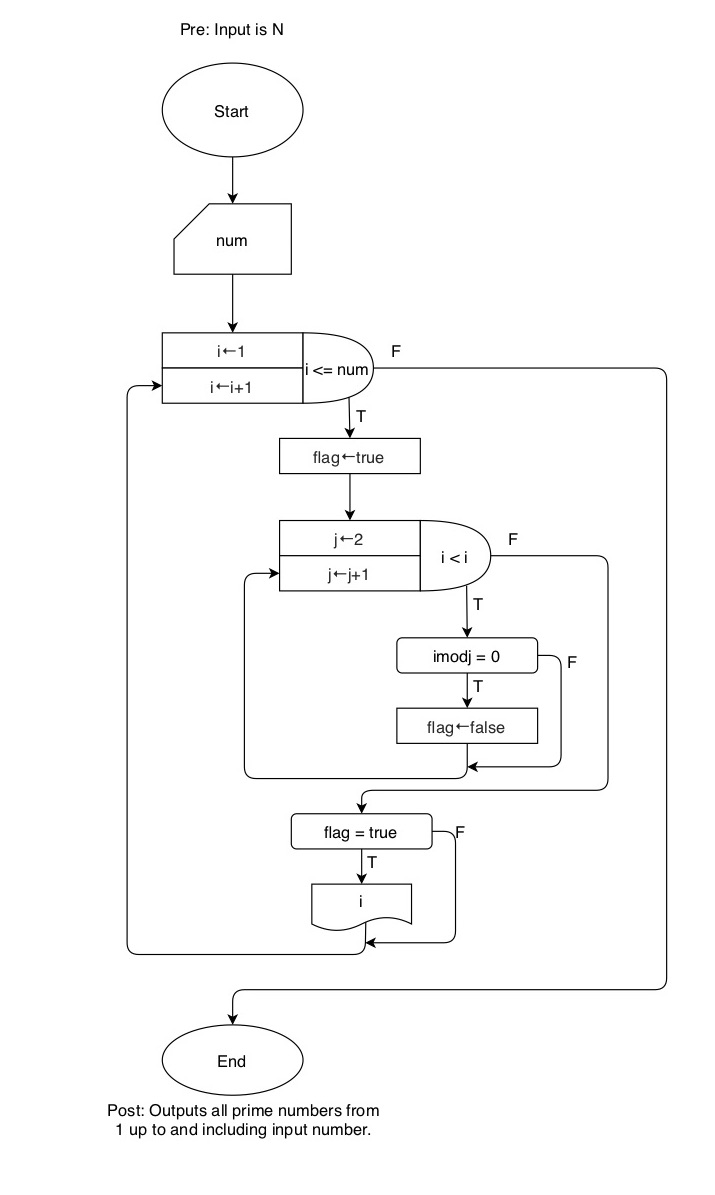 Pre: Input is N
Start
num
i←1
i <= num
F
i←i+1
T
flag←true
j←2
F
i < i
j←j+1
T
imodj = 0
F
T
flag←false
flag = true
F
T
i
End
Post: Outputs all prime numbers from
1 up to and including input number.